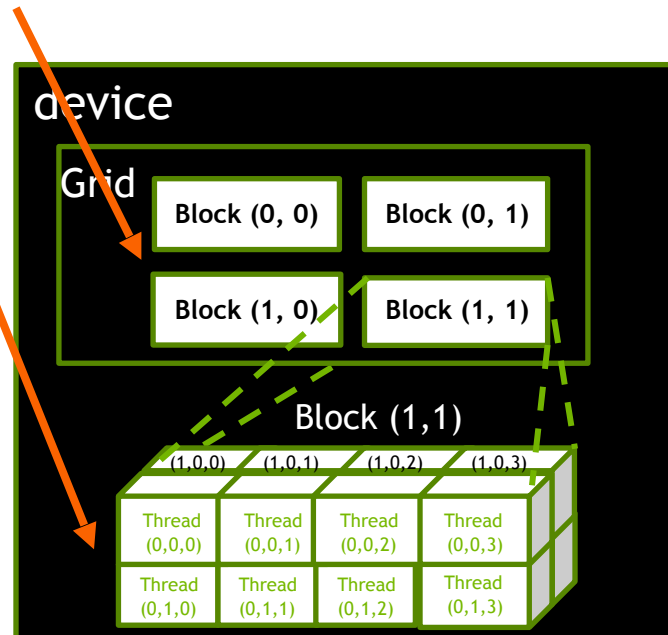 device
Grid
Block (0, 0) Block (0, 1)
Block (1, 0) Block (1, 1)
Block (1,1)
(1,0,0) (1,0,1) (1,0,2) (1,0,3)
Thread Thread Thread Thread
(0,0,0) (0,0,1) (0,0,2) (0,0,3)
Thread Thread Thread Thread
(0,1,0) (0,1,1) (0,1,2) (0,1,3)